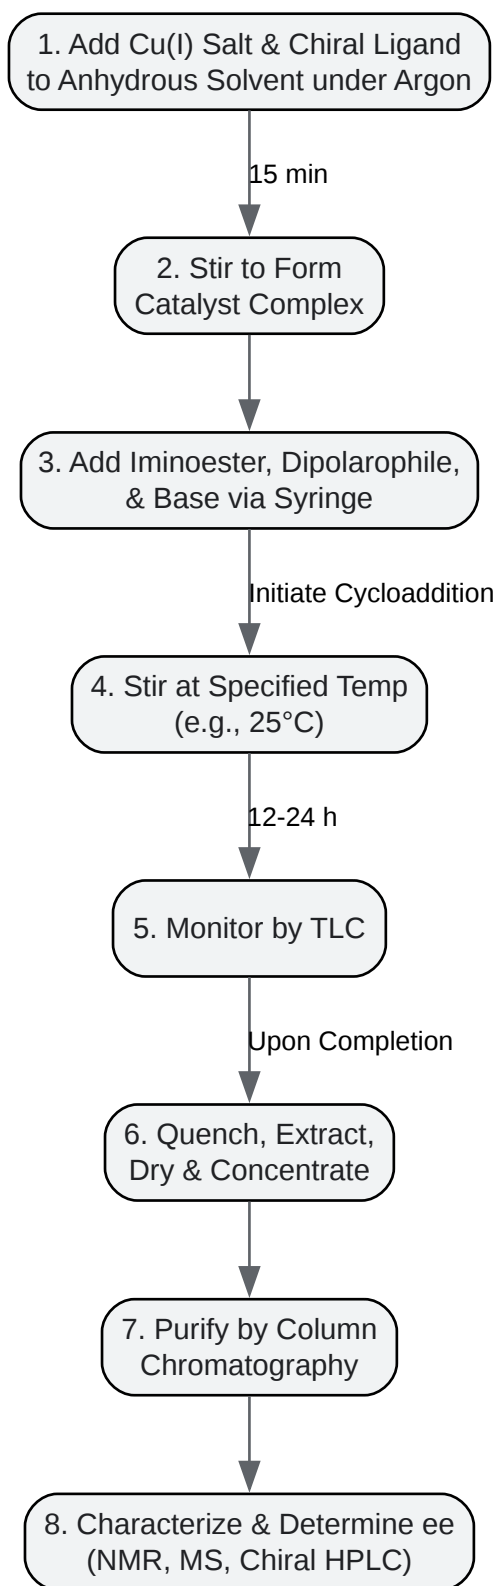 1. Add Cu(I) Salt & Chiral Ligand
to Anhydrous Solvent under Argon
15 min
2. Stir to Form
Catalyst Complex
3. Add Iminoester, Dipolarophile,
& Base via Syringe
Initiate Cycloaddition
4. Stir at Specified Temp
(e.g., 25°C)
12-24 h
5. Monitor by TLC
Upon Completion
6. Quench, Extract,
Dry & Concentrate
7. Purify by Column
Chromatography
8. Characterize & Determine ee
(NMR, MS, Chiral HPLC)